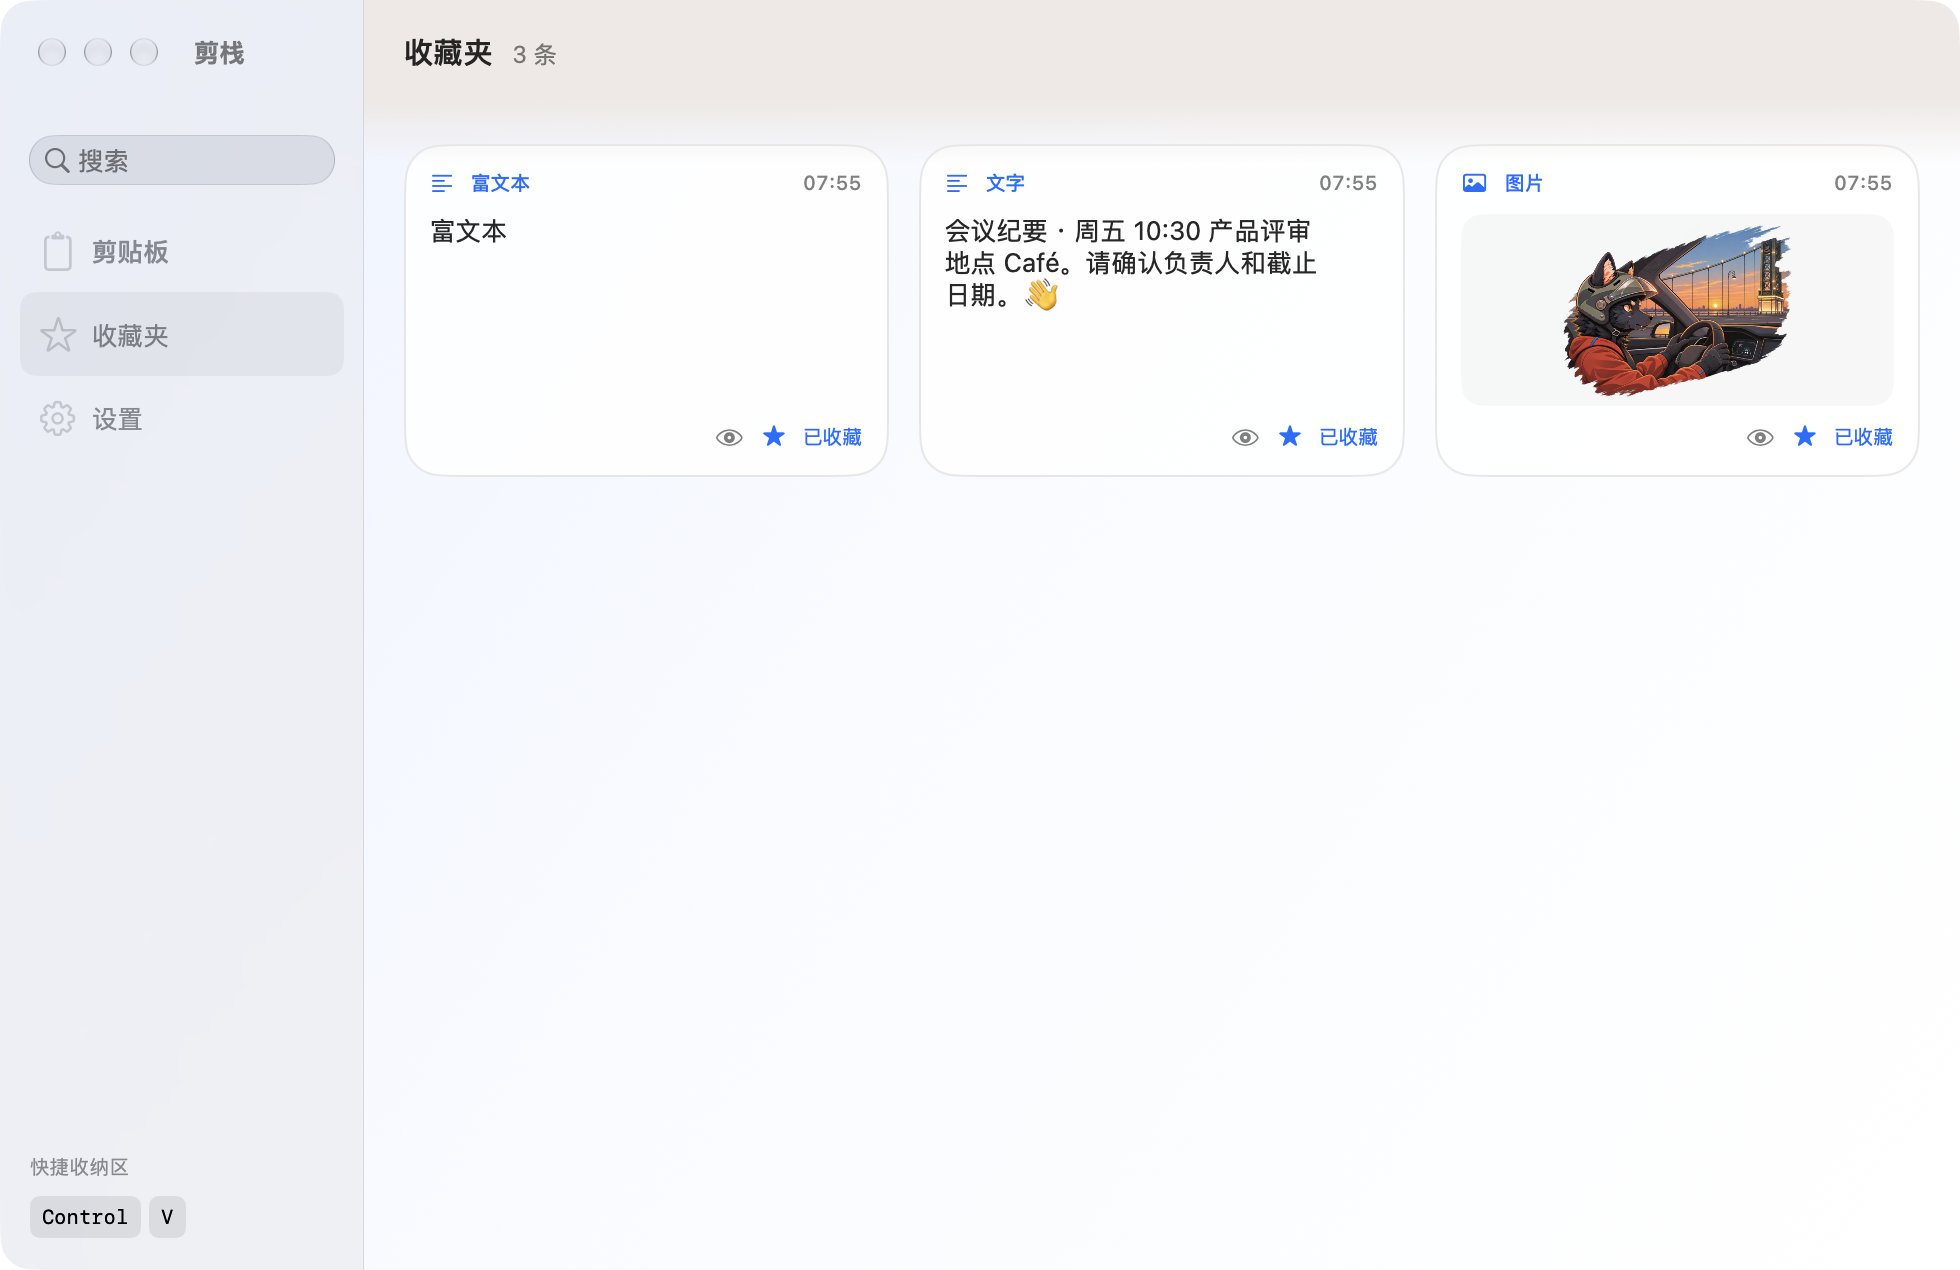 剪栈
搜索
剪贴板
收藏夹
设置
快捷收纳区
Control V
收藏夹 3 条
富文本 07:55
富文本
已收藏
文字 07:55
会议纪要 · 周五 10:30 产品评审
地点 Café。请确认负责人和截止
日期。👋
已收藏
图片 07:55
已收藏